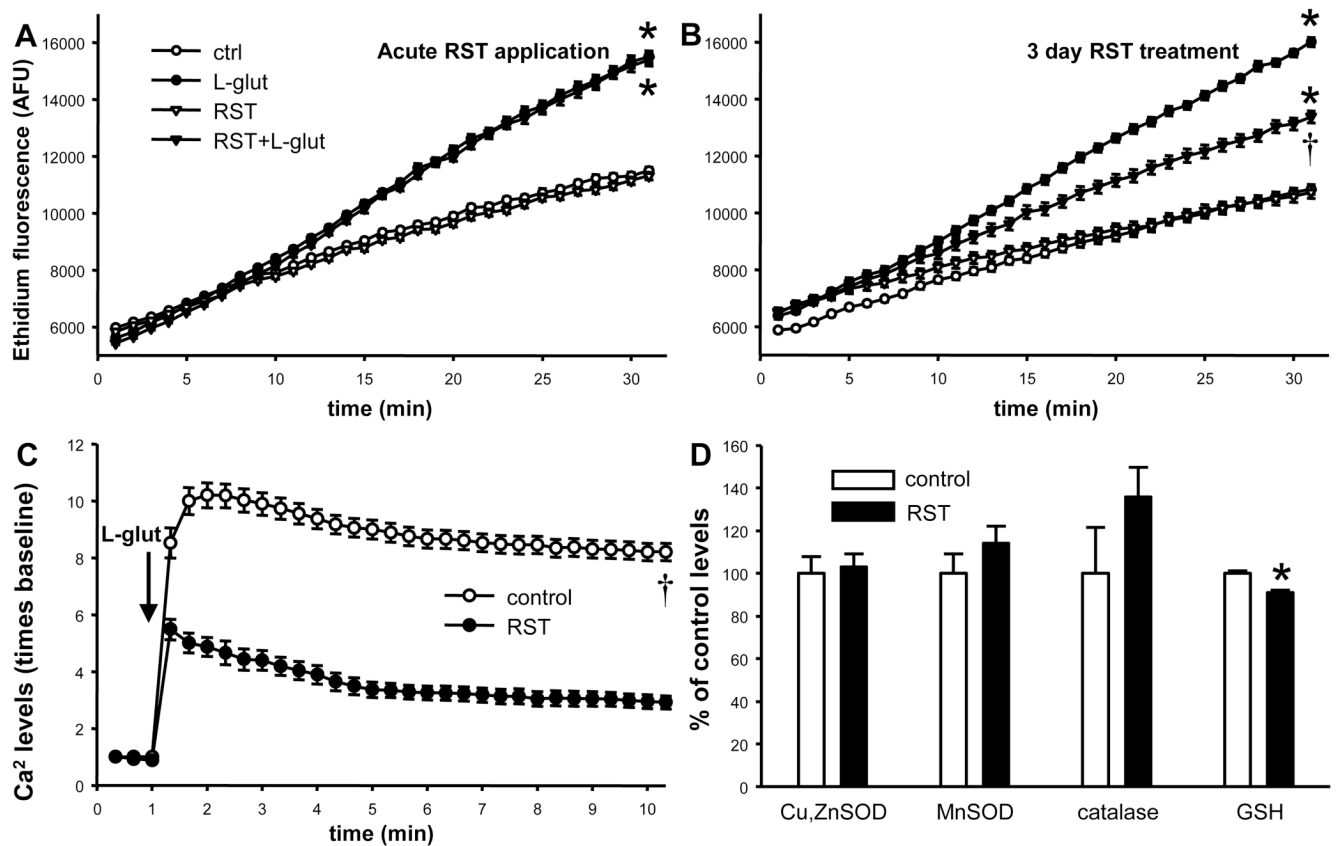 A
Acute RST application
*
*
ctrl
L-glut
RST
RST+L-glut
Ethidium fluorescence (AFU)
16000
14000
12000
10000
8000
6000
0 5 10 15 20 25 30
time (min)
B
3 day RST treatment
*
*
†
16000
14000
12000
10000
8000
6000
0 5 10 15 20 25 30
time (min)
C
Ca² levels (times baseline)
12
10
8
6
4
2
0
L-glut
control
RST
†
0 1 2 3 4 5 6 7 8 9 10
time (min)
D
% of control levels
160
140
120
100
80
60
40
20
0
control
RST
*
Cu,ZnSOD MnSOD catalase GSH